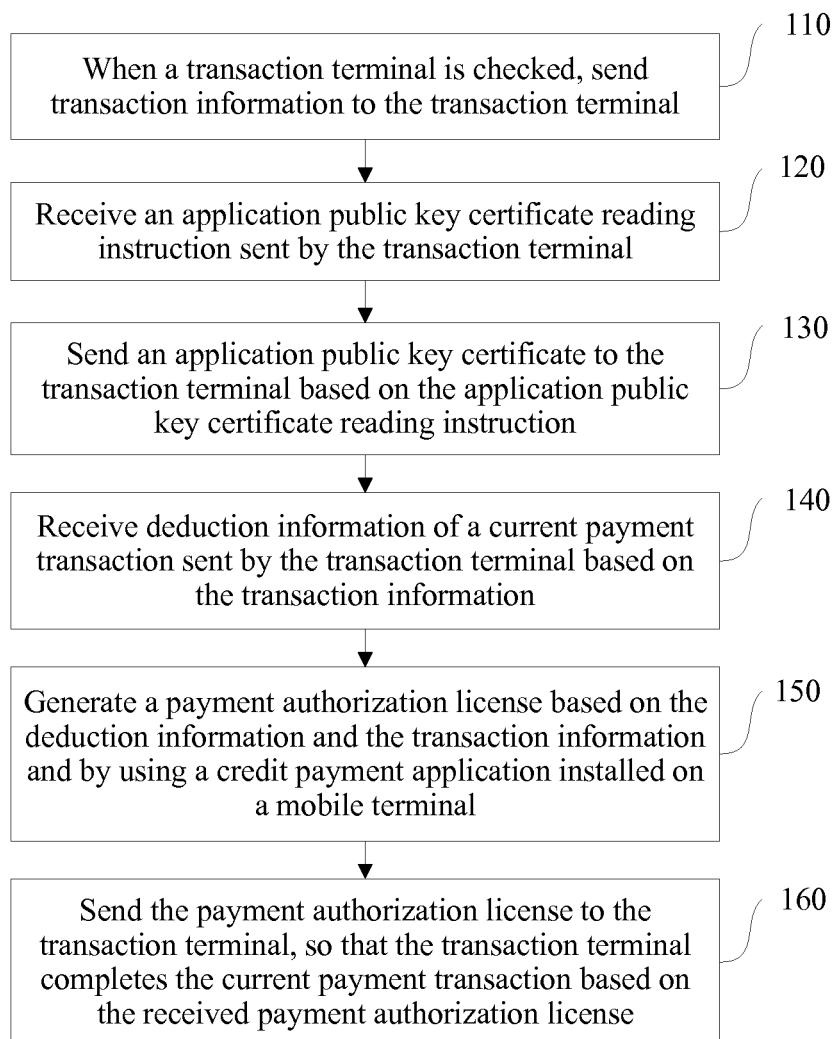 110
When a transaction terminal is checked, send
transaction information to the transaction terminal
120
Receive an application public key certificate reading
instruction sent by the transaction terminal
130
Send an application public key certificate to the
transaction terminal based on the application public
key certificate reading instruction
140
Receive deduction information of a current payment
transaction sent by the transaction terminal based on
the transaction information
150
Generate a payment authorization license based on the
deduction information and the transaction information
and by using a credit payment application installed on
a mobile terminal
160
Send the payment authorization license to the
transaction terminal, so that the transaction terminal
completes the current payment transaction based on
the received payment authorization license